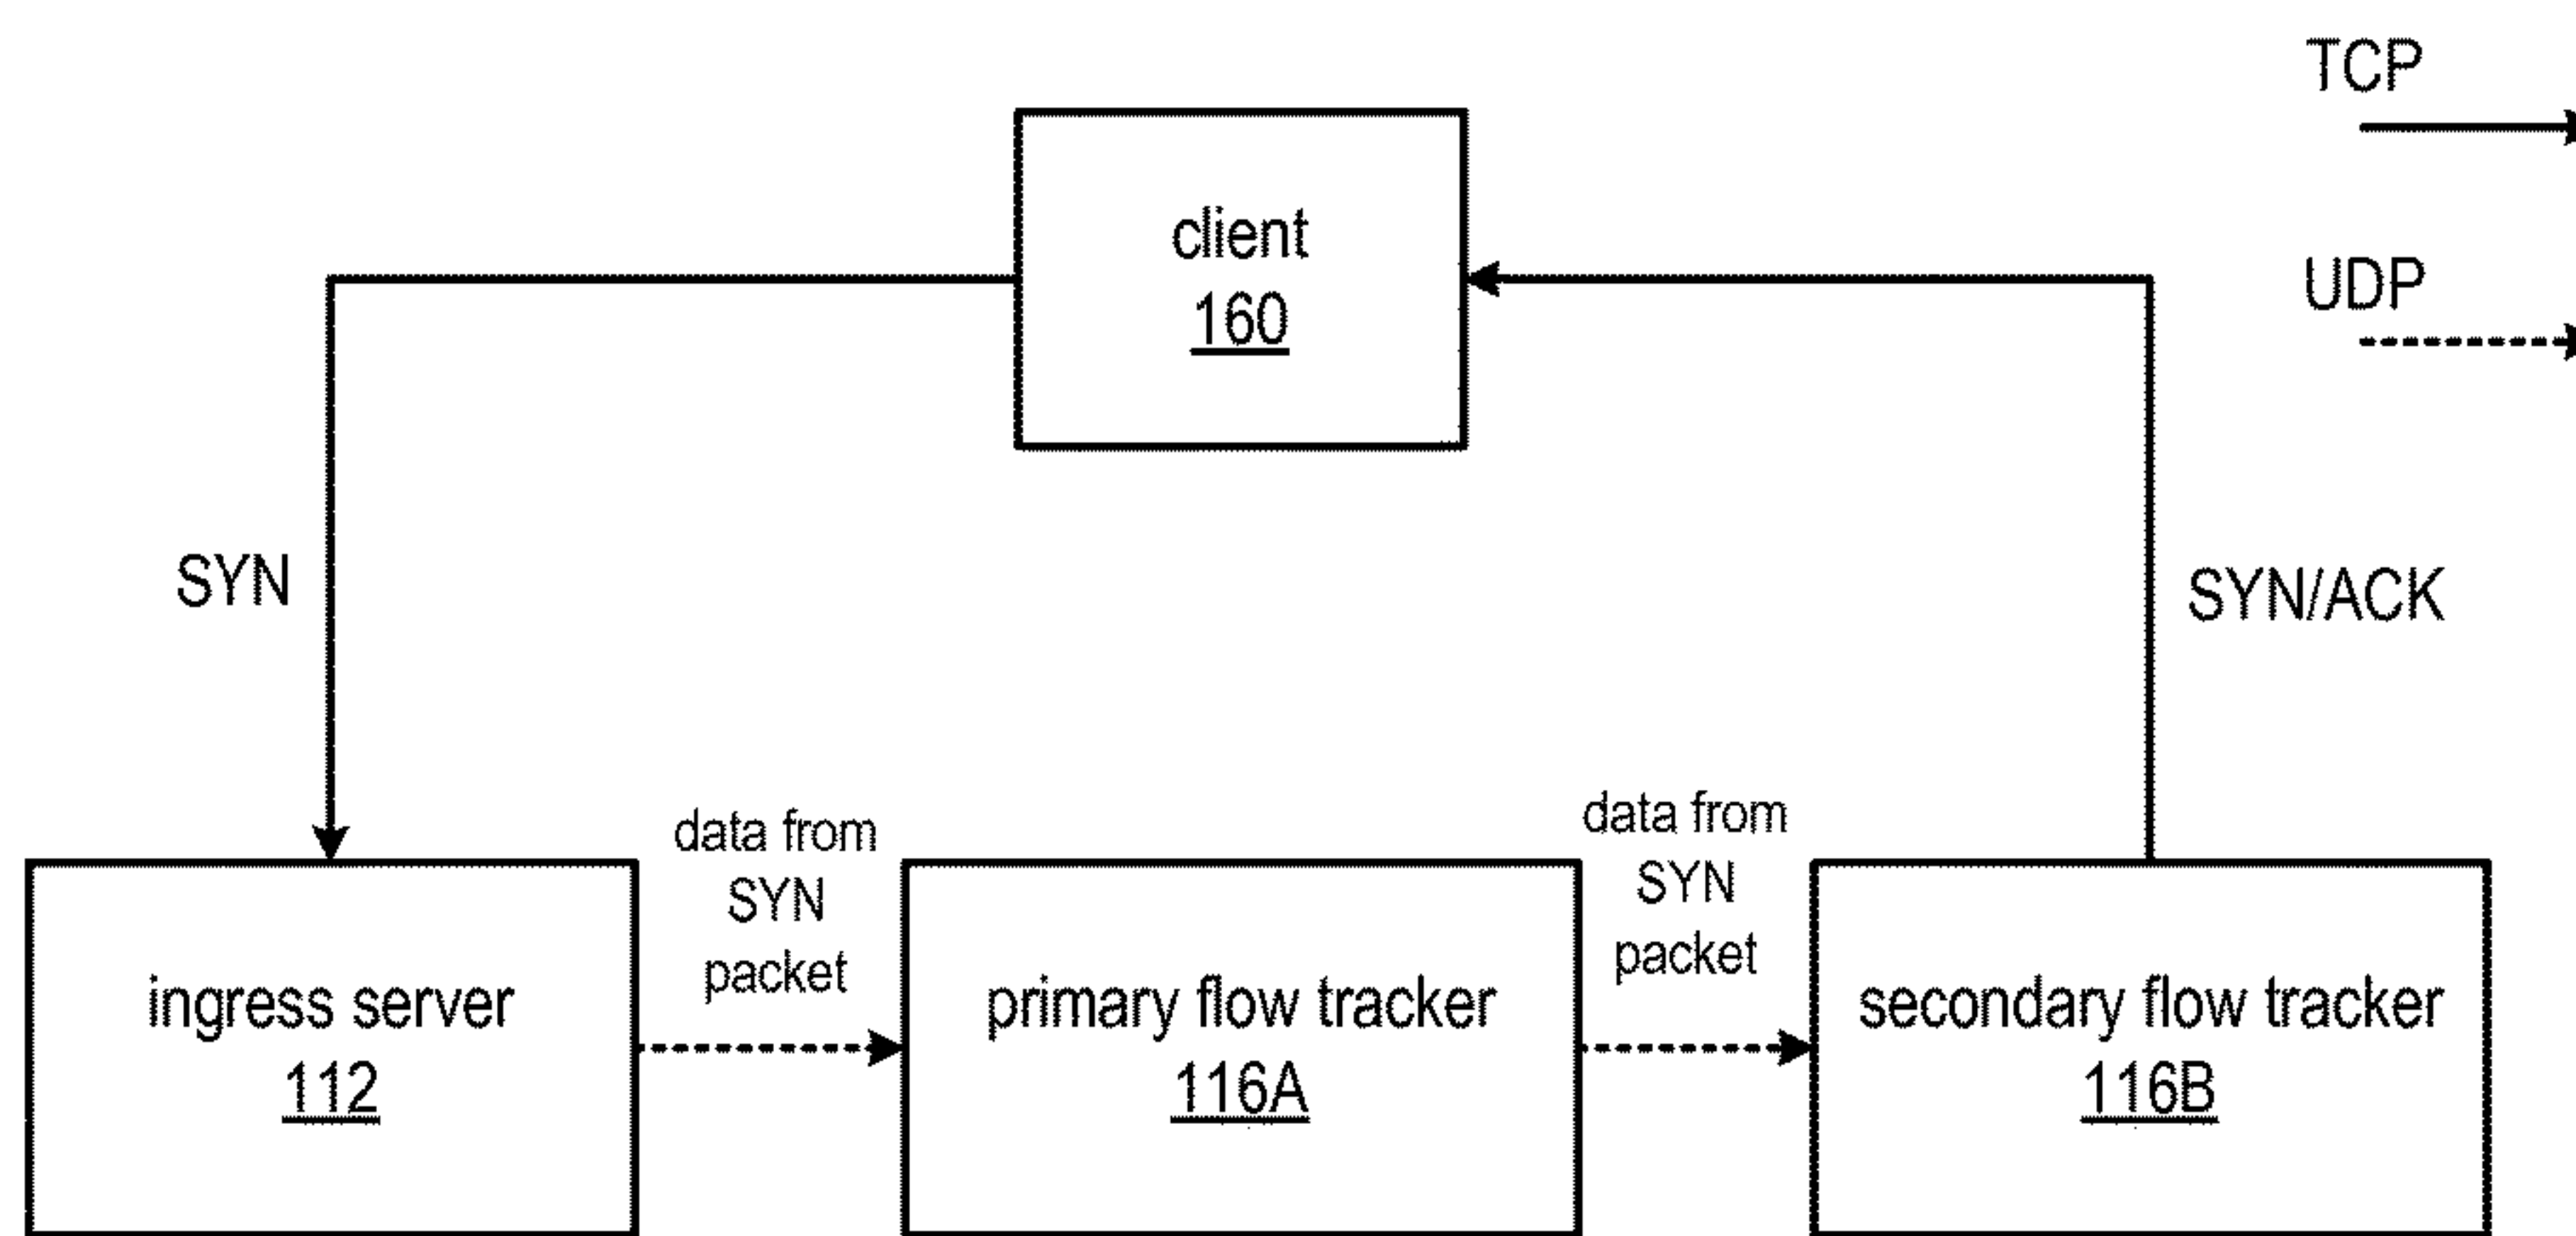 TCP
UDP
client
160
SYN
SYN/ACK
data from
SYN
packet
data from
SYN
packet
ingress server
112
primary flow tracker
116A
secondary flow tracker
116B